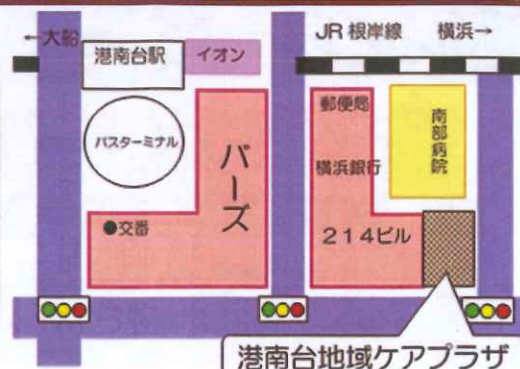 ←大船
JR 根岸線 横浜→
港南台駅
イオン
バスターミナル
バーズ
●交番
郵便局
横浜銀行
214ビル
南部病院
港南台地域ケアプラザ